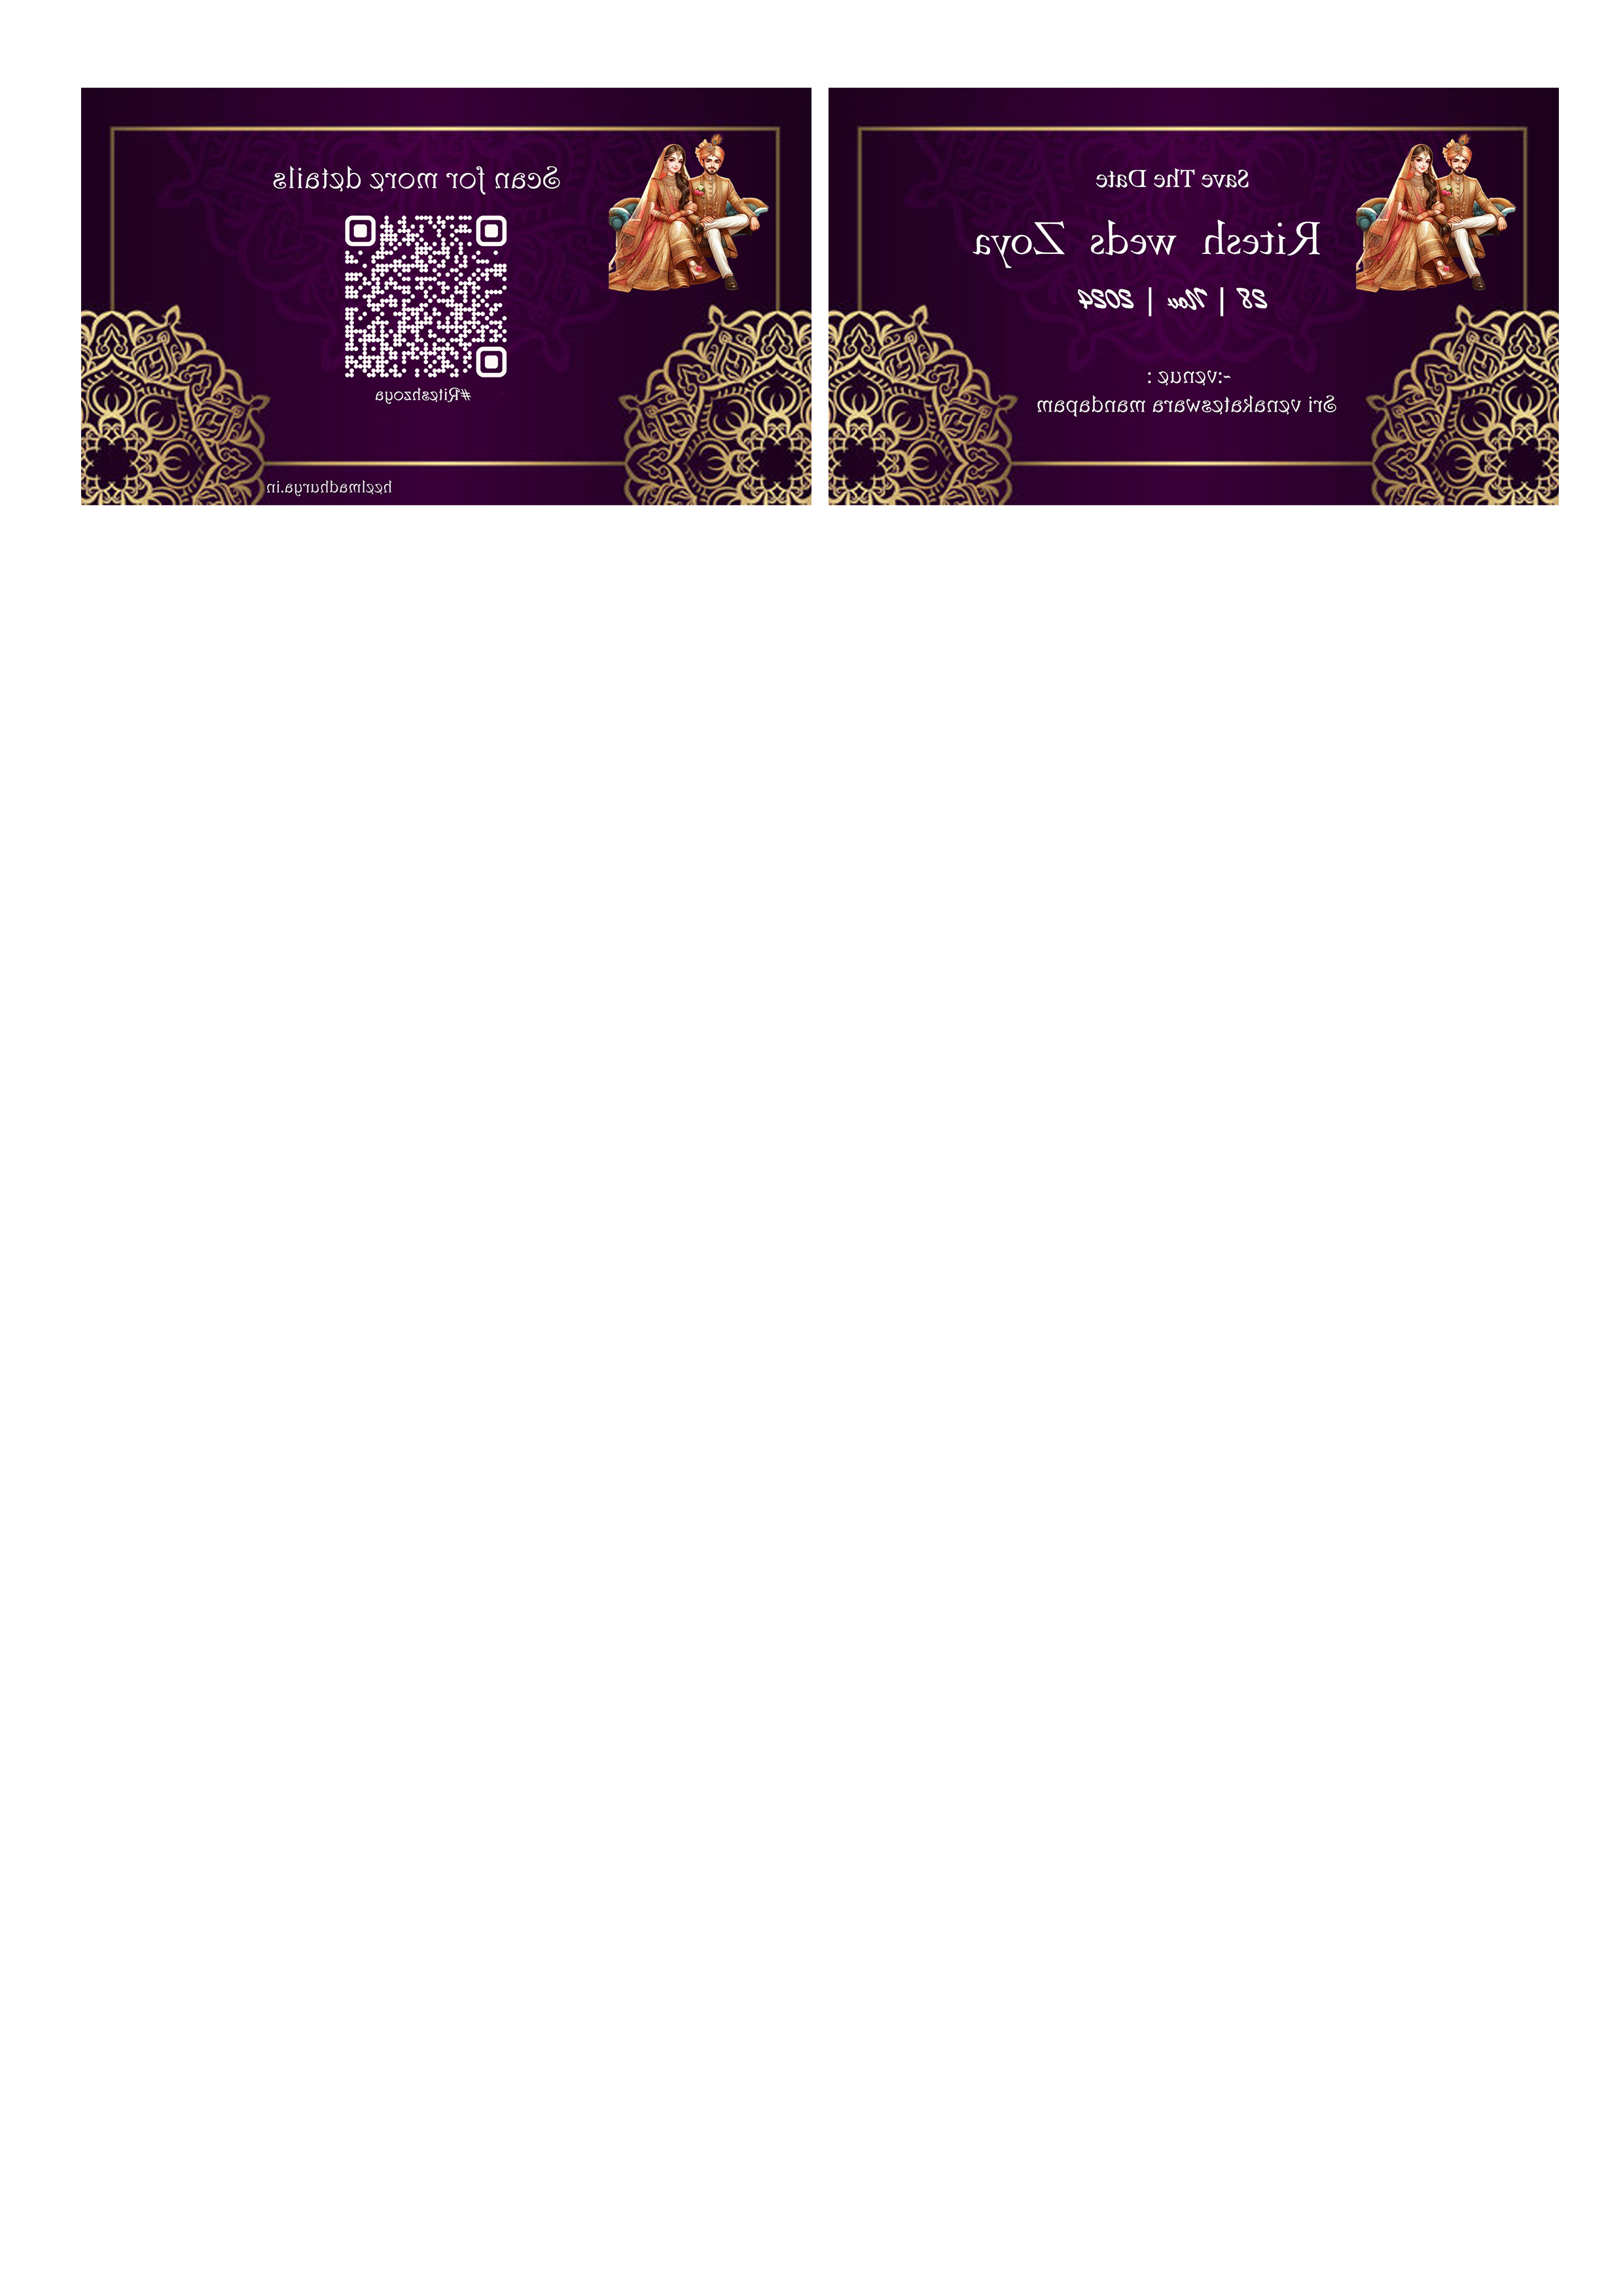 Save The Date
Ritesh weds Zoya
28 | Nov | 2024
~:venue :
Sri venakateswara mandapam
Scan for more details
#Riteshzoya
heelmadhurya.in